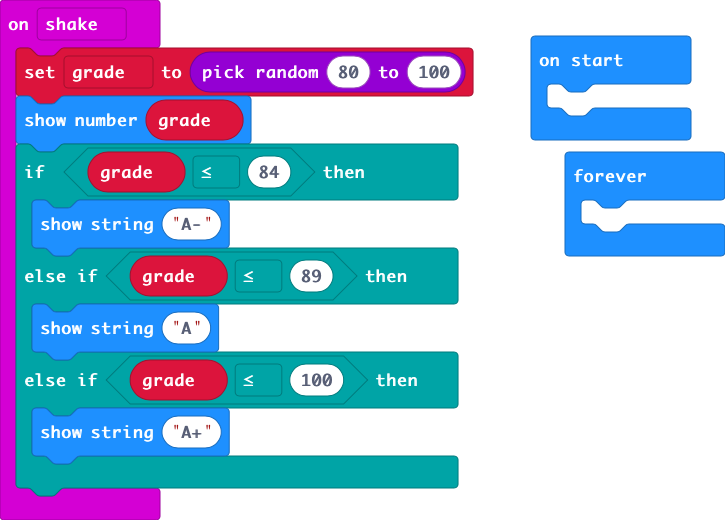 on shake
set grade to pick random 80 to 100
show number grade
if grade ≤ 84 then
show string "A-"
else if grade ≤ 89 then
show string "A"
else if grade ≤ 100 then
show string "A+"
on start
forever